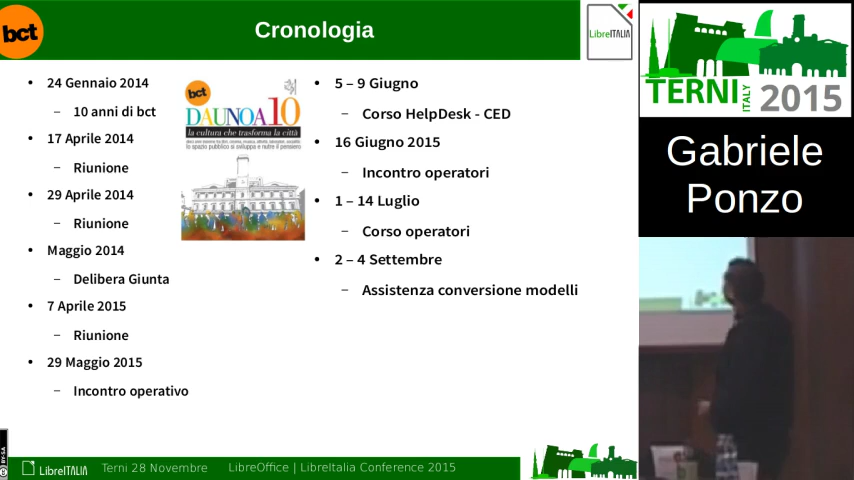 bct
Cronologia
LibreITALIA
24 Gennaio 2014
10 anni di bct
17 Aprile 2014
Riunione
29 Aprile 2014
Riunione
Maggio 2014
Delibera Giunta
7 Aprile 2015
Riunione
29 Maggio 2015
Incontro operativo
bct
DAUNOA10
la cultura che trasforma la città
5 – 9 Giugno
Corso HelpDesk - CED
16 Giugno 2015
Incontro operatori
1 – 14 Luglio
Corso operatori
2 – 4 Settembre
Assistenza conversione modelli
BY-SA
LibreITALIA
Terni 28 Novembre
LibreOffice | LibreItalia Conference 2015
TERNI
ITALY
2015
Gabriele
Ponzo